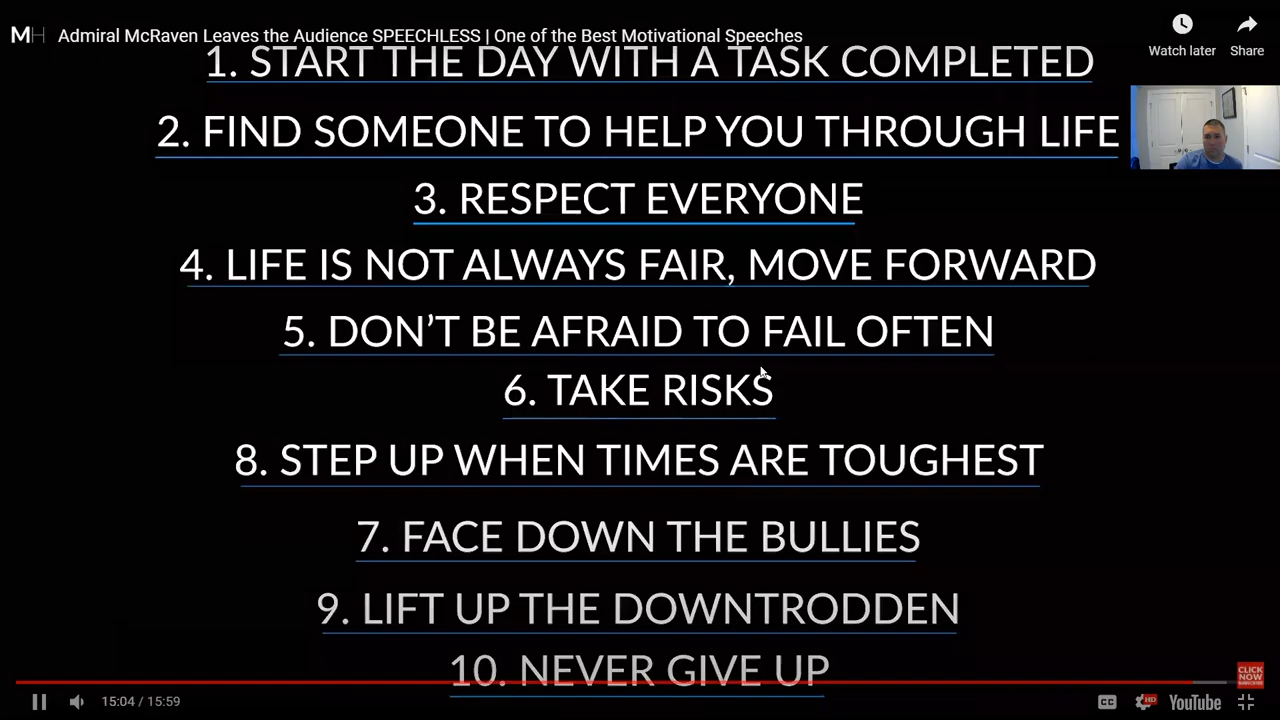 MH Admiral McRaven Leaves the Audience SPEECHLESS | One of the Best Motivational Speeches
Watch later Share
1. START THE DAY WITH A TASK COMPLETED
2. FIND SOMEONE TO HELP YOU THROUGH LIFE
3. RESPECT EVERYONE
4. LIFE IS NOT ALWAYS FAIR, MOVE FORWARD
5. DON’T BE AFRAID TO FAIL OFTEN
6. TAKE RISKS
8. STEP UP WHEN TIMES ARE TOUGHEST
7. FACE DOWN THE BULLIES
9. LIFT UP THE DOWNTRODDEN
10. NEVER GIVE UP
CLICK
NOW
15:04 / 15:59
CC HD YouTube